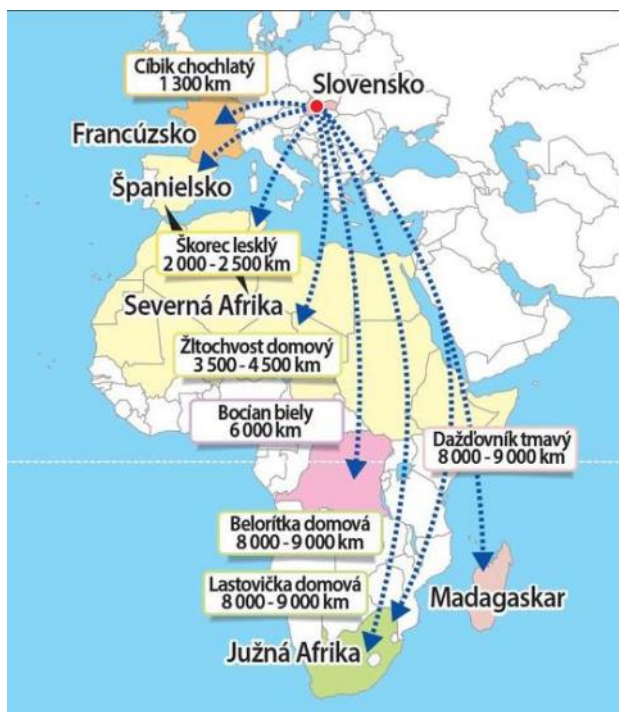 Cíbik chochlatý
1 300 km
Slovensko
Francúzsko
Španielsko
Škorec lesklý
2 000 - 2 500 km
Severná Afrika
Žltochvost domový
3 500 - 4 500 km
Bocian biely
6 000 km
Dažďovník tmavý
8 000 - 9 000 km
Belorítka domová
8 000 - 9 000 km
Lastovička domová
8 000 - 9 000 km
Madagaskar
Južná Afrika